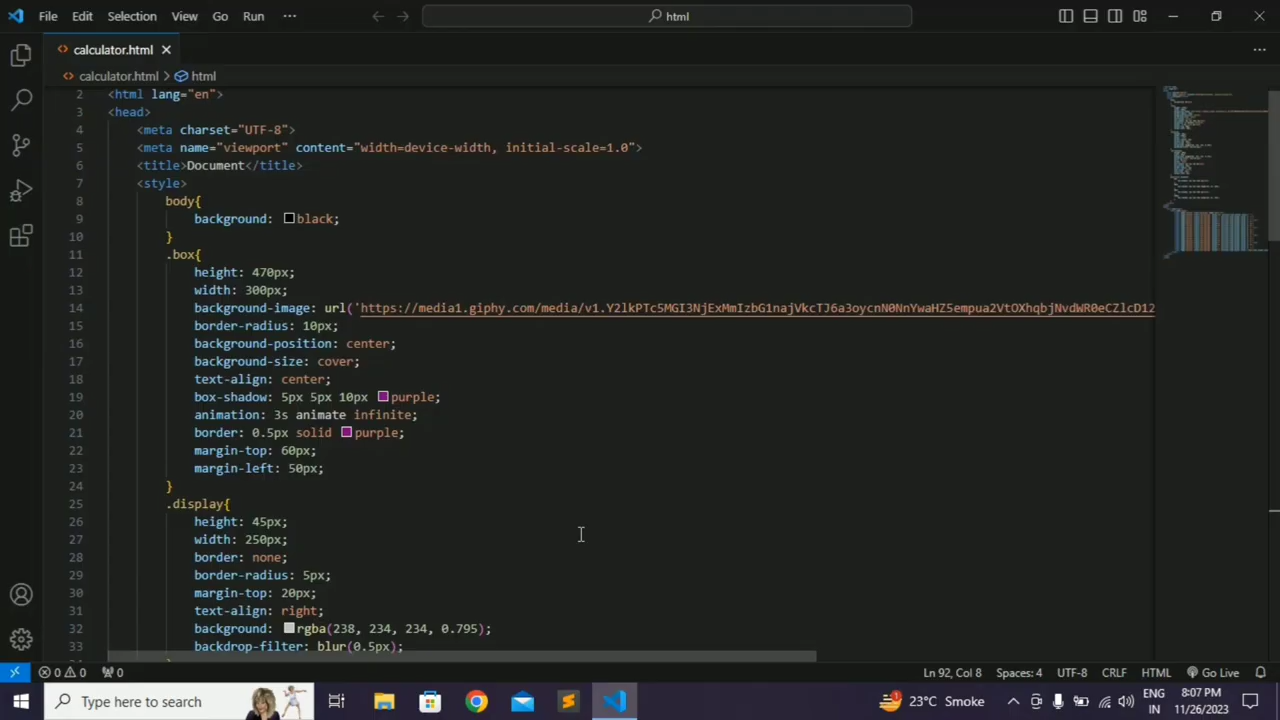 File Edit Selection View Go Run ··· html
calculator.html
calculator.html > html
2 <html lang="en">
3 <head>
4 <meta charset="UTF-8">
5 <meta name="viewport" content="width=device-width, initial-scale=1.0">
6 <title>Document</title>
7 <style>
8 body{
9 background: black;
10 }
11 .box{
12 height: 470px;
13 width: 300px;
14 background-image: url('https://media1.giphy.com/media/v1.Y2lkPTc5MGI3NjExMmIzbG1najVkcTJ6a3oycnN0NnYwaHZ5empua2VtOXhqbjNvdWR0eCZlcD12
15 border-radius: 10px;
16 background-position: center;
17 background-size: cover;
18 text-align: center;
19 box-shadow: 5px 5px 10px purple;
20 animation: 3s animate infinite;
21 border: 0.5px solid purple;
22 margin-top: 60px;
23 margin-left: 50px;
24 }
25 .display{
26 height: 45px;
27 width: 250px;
28 border: none;
29 border-radius: 5px;
30 margin-top: 20px;
31 text-align: right;
32 background: rgba(238, 234, 234, 0.795);
33 backdrop-filter: blur(0.5px);
0 0 0 Ln 92, Col 8 Spaces: 4 UTF-8 CRLF HTML Go Live
Type here to search 23°C Smoke ENG IN 8:07 PM 11/26/2023